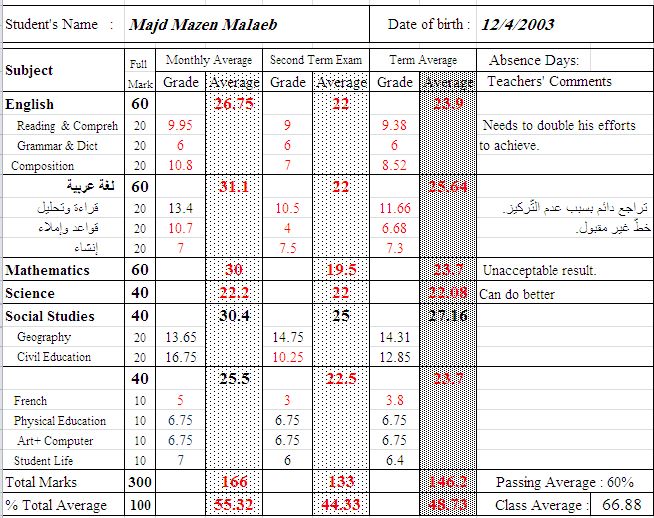 Student's Name : Majd Mazen Malaeb Date of birth : 12/4/2003
Subject Full Mark Monthly Average Second Term Exam Term Average Absence Days:
Grade Average Grade Average Grade Average Teachers' Comments
English 60 26.75 22 23.9
Reading & Compreh 20 9.95 9 9.38 Needs to double his efforts
Grammar & Dict 20 6 6 6 to achieve.
Composition 20 10.8 7 8.52
لغة عربية 60 31.1 22 25.64
قراءة وتحليل 20 13.4 10.5 11.66 تراجع دائم بسبب عدم التّركيز.
قواعد وإملاء 20 10.7 4 6.68 خطّ غير مقبول.
إنشاء 20 7 7.5 7.3
Mathematics 60 30 19.5 23.7 Unacceptable result.
Science 40 22.2 22 22.08 Can do better
Social Studies 40 30.4 25 27.16
Geography 20 13.65 14.75 14.31
Civil Education 20 16.75 10.25 12.85
40 25.5 22.5 23.7
French 10 5 3 3.8
Physical Education 10 6.75 6.75 6.75
Art+ Computer 10 6.75 6.75 6.75
Student Life 10 7 6 6.4
Total Marks 300 166 133 146.2 Passing Average : 60%
% Total Average 100 55.32 44.33 48.73 Class Average : 66.88